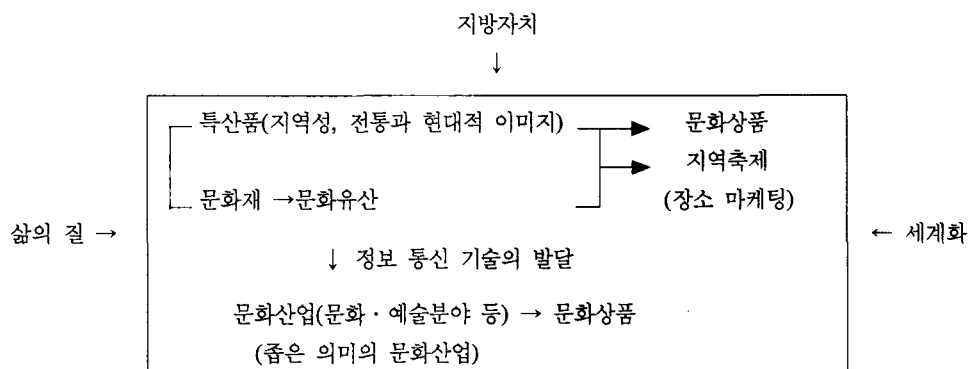 지방자치
↓
특산품(지역성, 전통과 현대적 이미지) → 문화상품
→ 지역축제
문화재 →문화유산 (장소 마케팅)
삶의 질 → ← 세계화
↓ 정보 통신 기술의 발달
문화산업(문화 · 예술분야 등) → 문화상품
(좁은 의미의 문화산업)